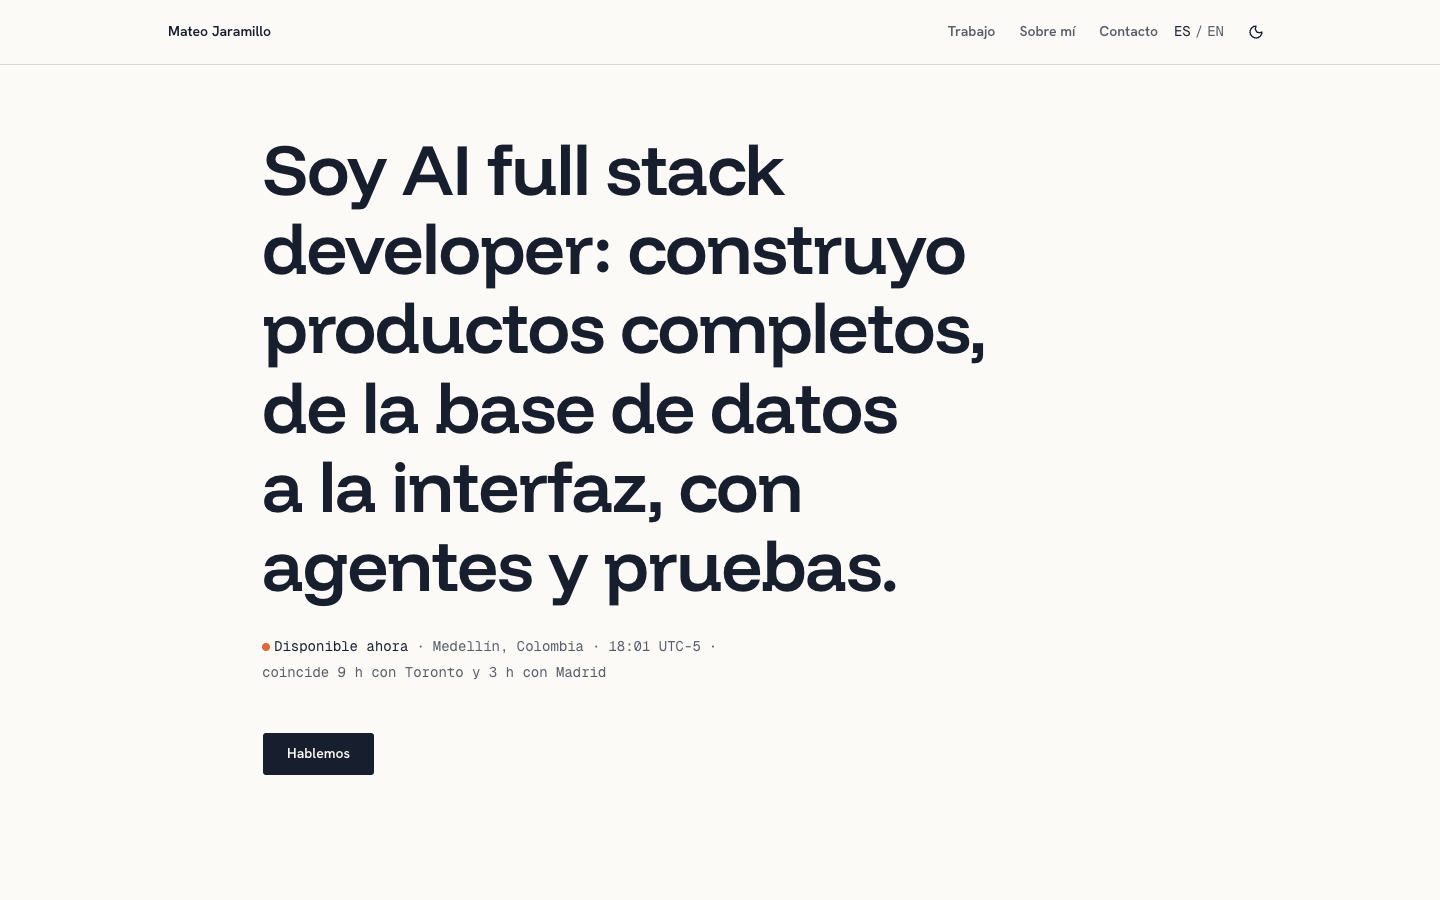 Mateo Jaramillo
Trabajo Sobre mí Contacto ES / EN
Soy AI full stack
developer: construyo
productos completos,
de la base de datos
a la interfaz, con
agentes y pruebas.
Disponible ahora · Medellín, Colombia · 18:01 UTC-5 ·
coincide 9 h con Toronto y 3 h con Madrid
Hablemos